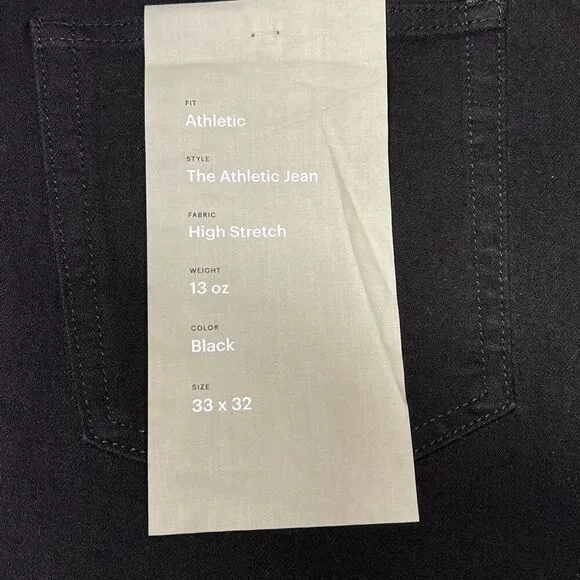 FIT
Athletic
STYLE
The Athletic Jean
FABRIC
High Stretch
WEIGHT
13 oz
COLOR
Black
SIZE
33 x 32